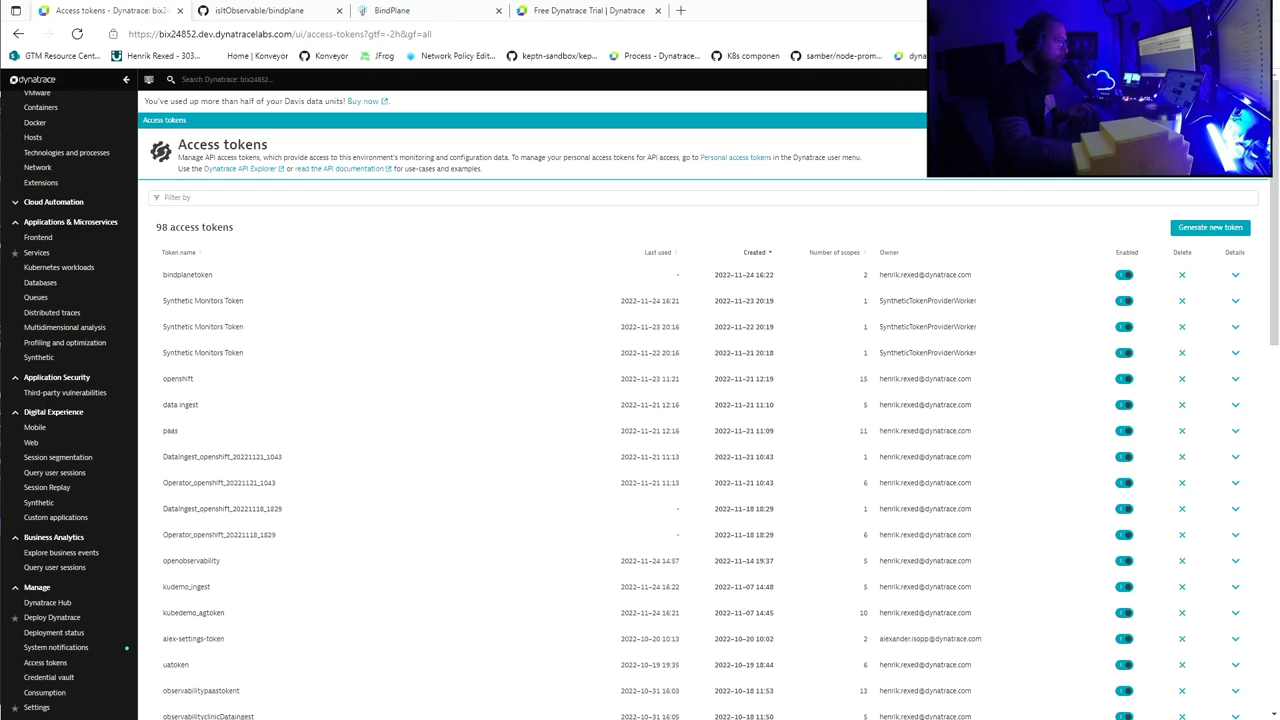 Access tokens - Dynatrace: bix2
isItObservable/bindplane
BindPlane
Free Dynatrace Trial | Dynatrace
https://bix24852.dev.dynatracelabs.com/ui/access-tokens?gtf=-2h&gf=all
GTM Resource Cent...
Henrik Rexed - 303...
Home | Konveyor
Konveyor
JFrog
Network Policy Edit...
keptn-sandbox/kep...
Process - Dynatrac...
K8s componen
samber/node-prom...
dyna
dynatrace
Search Dynatrace: bix24852...
You've used up more than half of your Davis data units! Buy now
Access tokens
VMware
Containers
Docker
Hosts
Technologies and processes
Network
Extensions
Cloud Automation
Applications & Microservices
Frontend
Services
Kubernetes workloads
Databases
Queues
Distributed traces
Multidimensional analysis
Profiling and optimization
Synthetic
Application Security
Third-party vulnerabilities
Digital Experience
Mobile
Web
Session segmentation
Query user sessions
Session Replay
Synthetic
Custom applications
Business Analytics
Explore business events
Query user sessions
Manage
Dynatrace Hub
Deploy Dynatrace
Deployment status
System notifications
Access tokens
Credential vault
Consumption
Settings
Access tokens
Manage API access tokens, which provide access to this environment's monitoring and configuration data. To manage your personal access tokens for API access, go to Personal access tokens in the Dynatrace user menu.
Use the Dynatrace API Explorer or read the API documentation for use-cases and examples.
Filter by
98 access tokens
Generate new token
Token name Last used Created Number of scopes Owner Enabled Delete Details
bindplanetoken - 2022-11-24 16:22 2 henrik.rexed@dynatrace.com
Synthetic Monitors Token 2022-11-24 16:21 2022-11-23 20:19 1 SyntheticTokenProviderWorker
Synthetic Monitors Token 2022-11-23 20:16 2022-11-22 20:19 1 SyntheticTokenProviderWorker
Synthetic Monitors Token 2022-11-22 20:16 2022-11-21 20:18 1 SyntheticTokenProviderWorker
openshift 2022-11-23 11:21 2022-11-21 12:19 15 henrik.rexed@dynatrace.com
data ingest 2022-11-21 12:16 2022-11-21 11:10 5 henrik.rexed@dynatrace.com
paas 2022-11-21 12:16 2022-11-21 11:09 11 henrik.rexed@dynatrace.com
DataIngest_openshift_20221121_1043 2022-11-21 11:13 2022-11-21 10:43 1 henrik.rexed@dynatrace.com
Operator_openshift_20221121_1043 2022-11-21 11:13 2022-11-21 10:43 6 henrik.rexed@dynatrace.com
DataIngest_openshift_20221118_1829 - 2022-11-18 18:29 1 henrik.rexed@dynatrace.com
Operator_openshift_20221118_1829 - 2022-11-18 18:29 6 henrik.rexed@dynatrace.com
openobservability 2022-11-24 14:57 2022-11-14 19:37 5 henrik.rexed@dynatrace.com
kudemo_ingest 2022-11-24 16:22 2022-11-07 14:48 5 henrik.rexed@dynatrace.com
kubedemo_agtoken 2022-11-24 16:21 2022-11-07 14:45 10 henrik.rexed@dynatrace.com
alex-settings-token 2022-10-20 10:13 2022-10-20 10:02 2 alexander.isopp@dynatrace.com
uatoken 2022-10-19 19:35 2022-10-19 18:44 6 henrik.rexed@dynatrace.com
observabilitypaastokent 2022-10-31 16:03 2022-10-18 11:53 13 henrik.rexed@dynatrace.com
observabilityclinicDataingest 2022-10-18 11:50 5 henrik.rexed@dynatrace.com